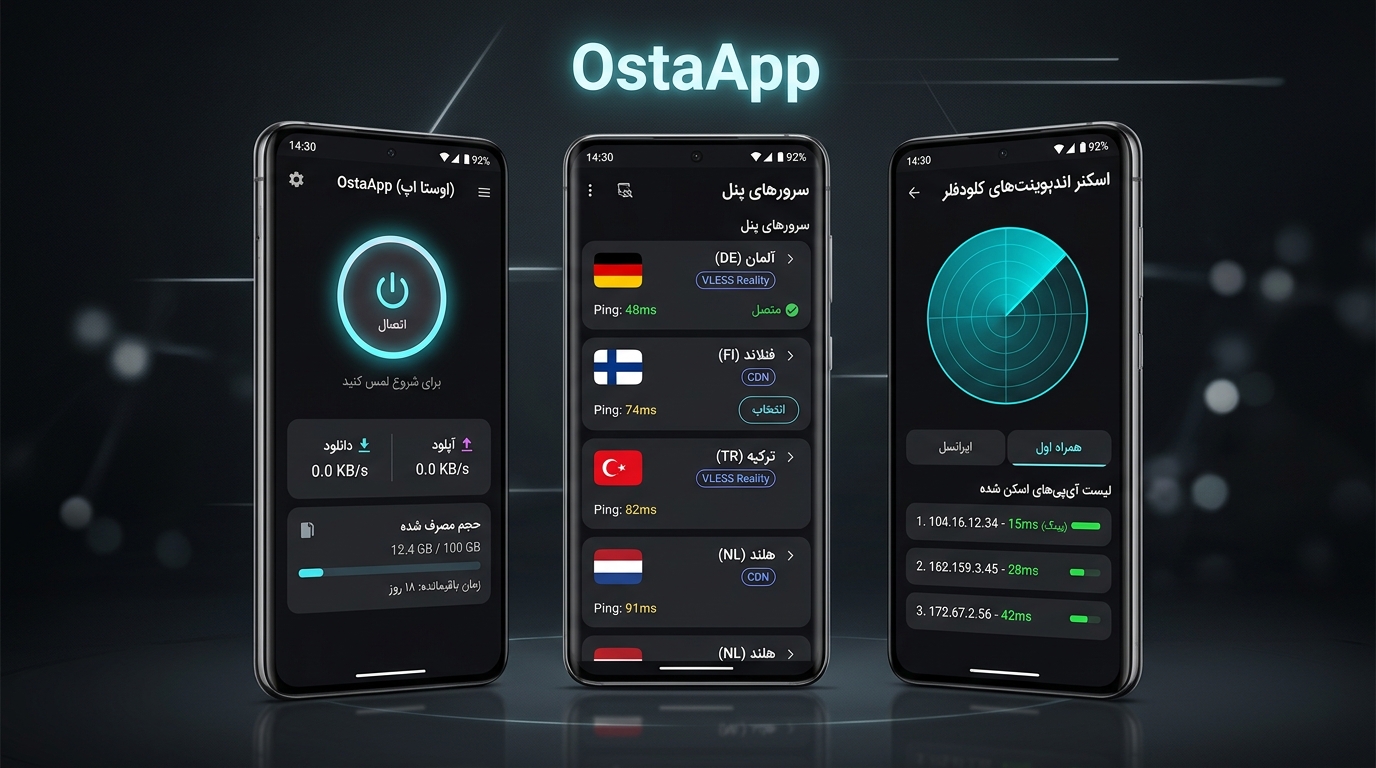 OstaApp
14:30
92%
OstaApp (اوستا اپ)
اتصال
برای شروع لمس کنید
آپلود
0.0 KB/s
دانلود
0.0 KB/s
حجم مصرف شده
12.4 GB / 100 GB
زمان باقیمانده: ۱۸ روز
14:30
92%
سرورهای پنل
سرورهای پنل
آلمان (DE)
VLESS Reality
Ping: 48ms
متصل
فنلاند (FI)
CDN
Ping: 74ms
انتخاب
ترکیه (TR)
VLESS Reality
Ping: 82ms
هلند (NL)
CDN
Ping: 91ms
هلند (NL)
14:30
92%
اسکنر اندپوینت‌های کلودفلر
همراه اول
ایرانسل
لیست آی‌پی‌های اسکن شده
1. 104.16.12.34 - 15ms (پینگ)
2. 162.159.3.45 - 28ms
3. 172.67.2.56 - 42ms